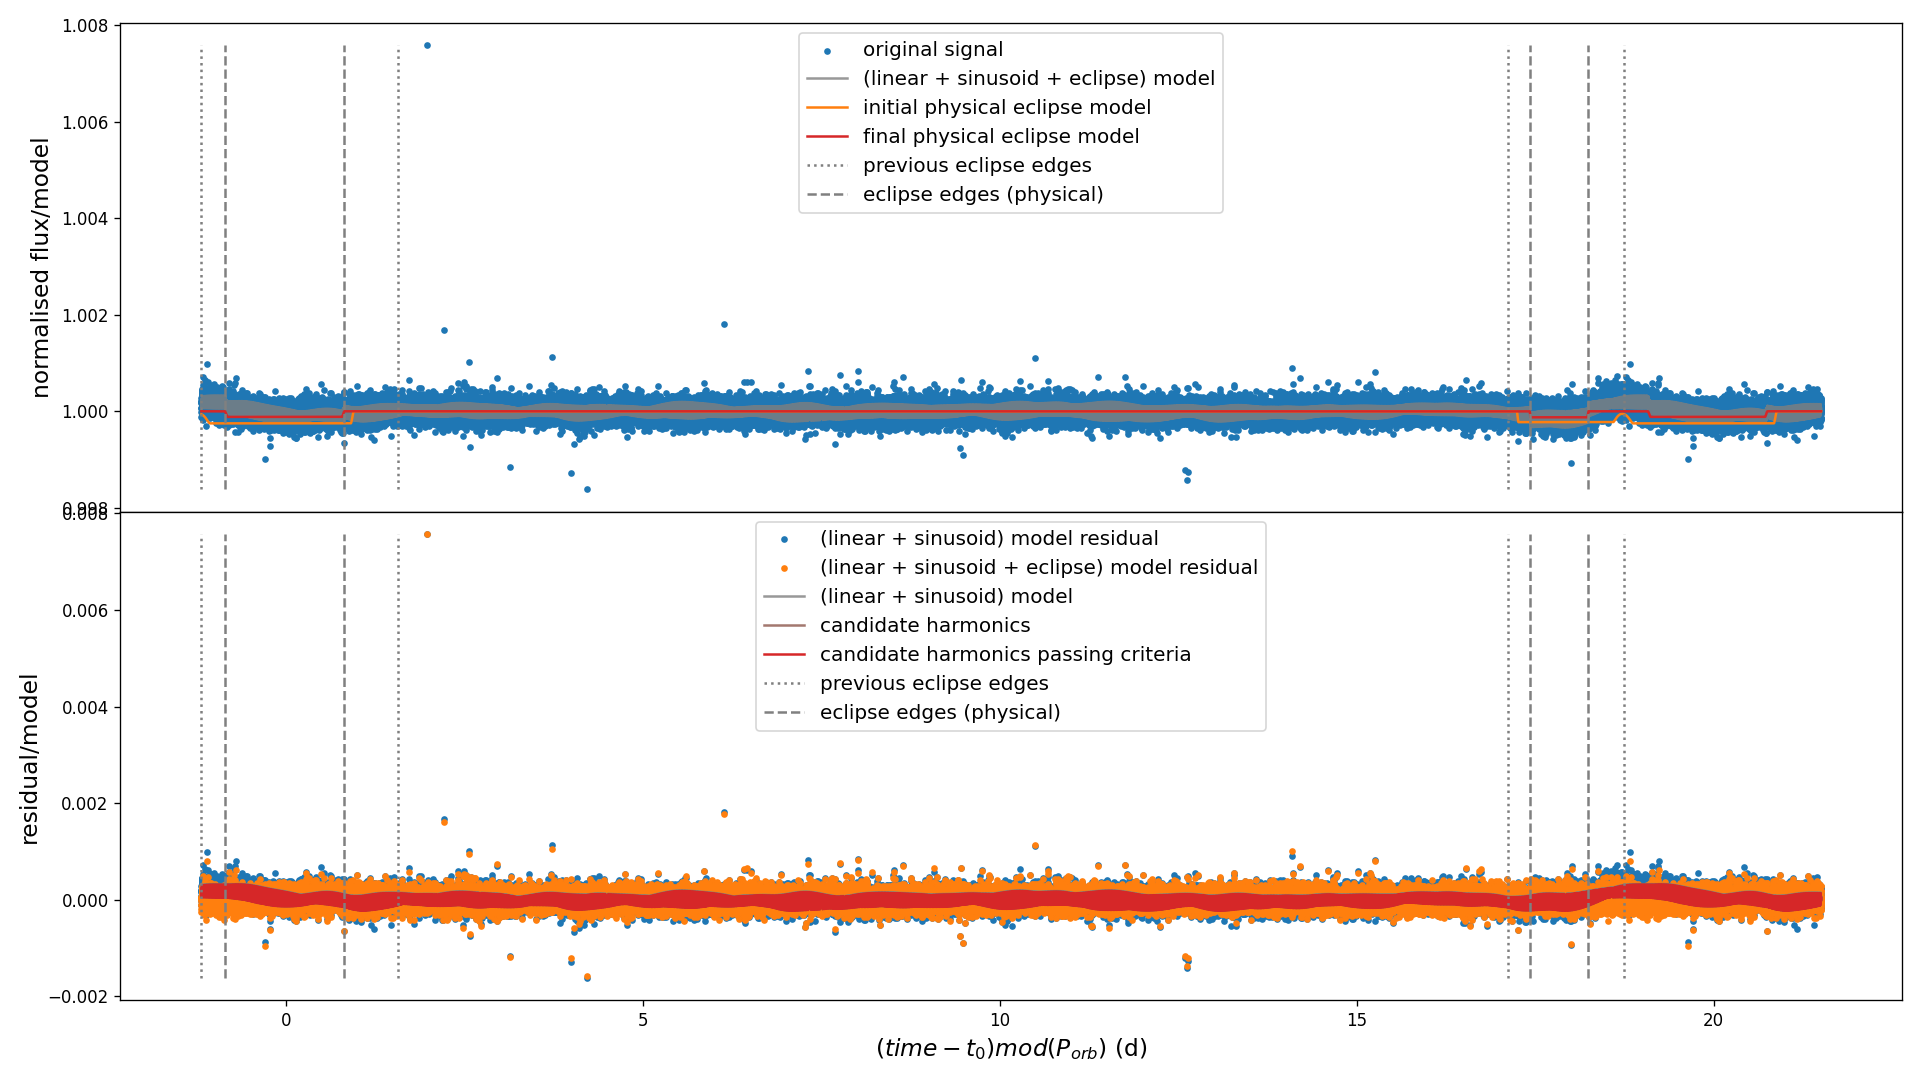 1.008
1.006
1.004
1.002
1.000
0.998
normalised flux/model
original signal
(linear + sinusoid + eclipse) model
initial physical eclipse model
final physical eclipse model
previous eclipse edges
eclipse edges (physical)
0.008
0.006
0.004
0.002
0.000
−0.002
residual/model
(linear + sinusoid) model residual
(linear + sinusoid + eclipse) model residual
(linear + sinusoid) model
candidate harmonics
candidate harmonics passing criteria
previous eclipse edges
eclipse edges (physical)
0 5 10 15 20
(time − t₀)mod(Pₒᵣb) (d)